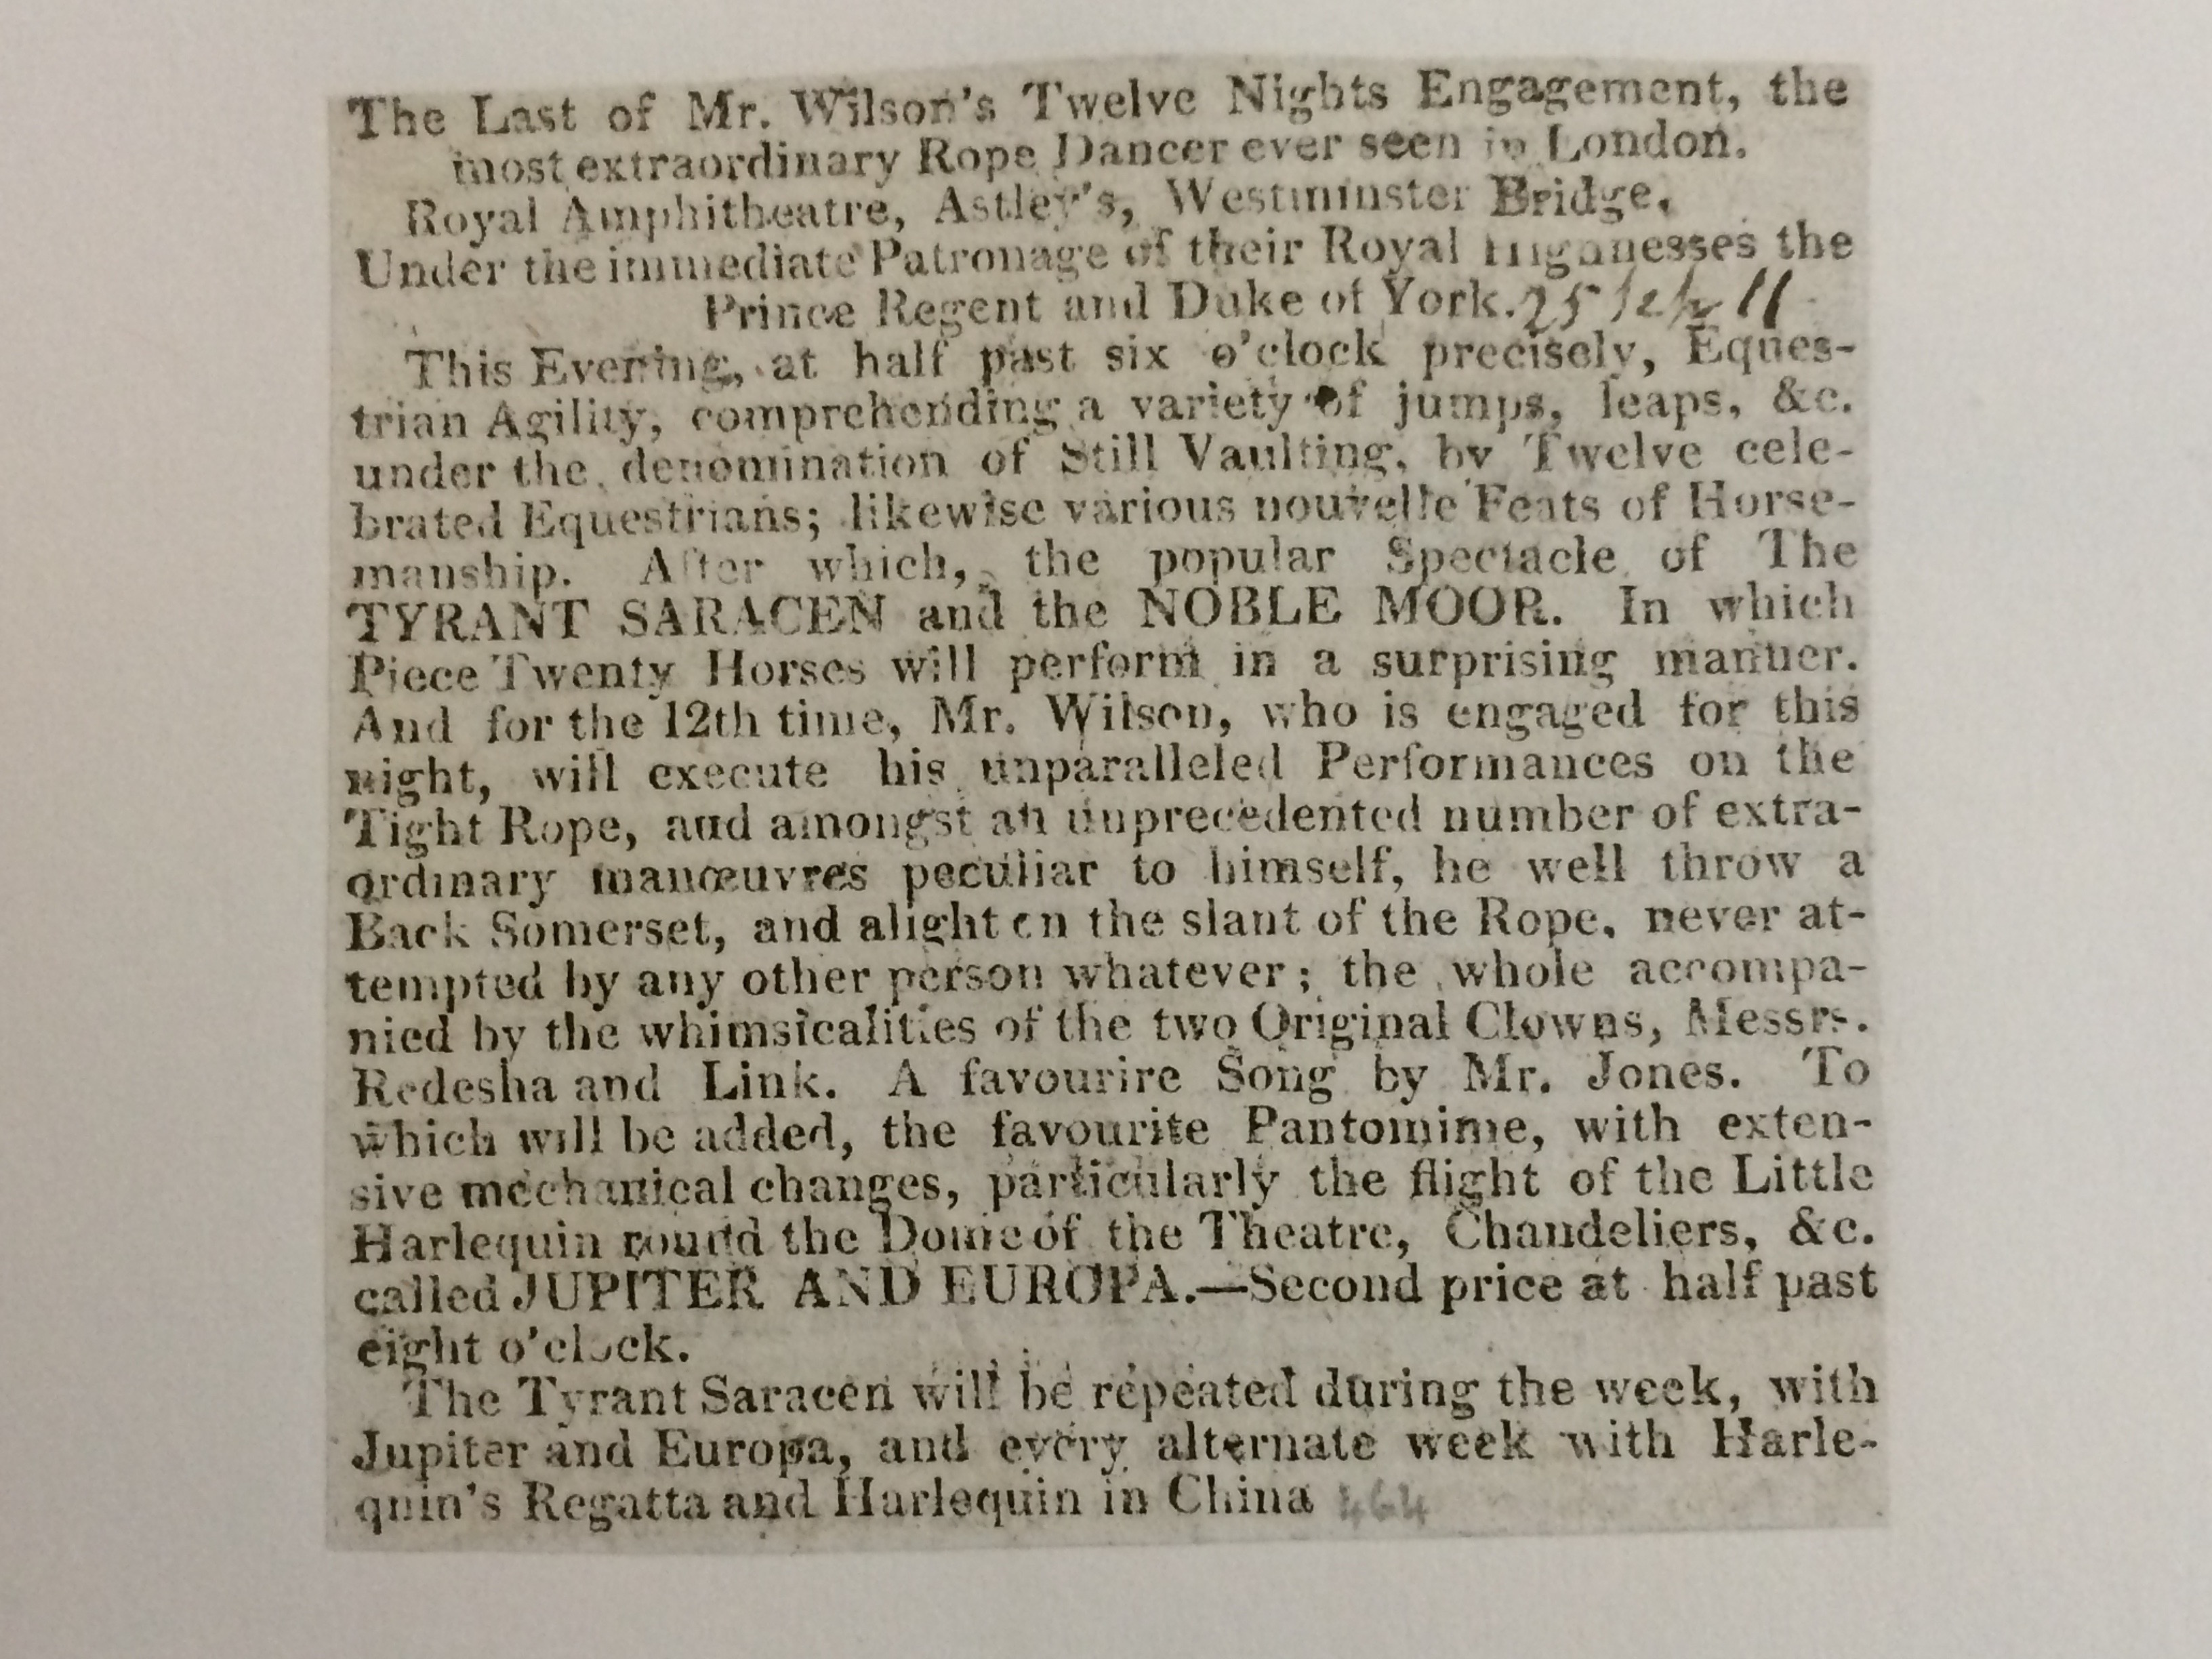 The Last of Mr. Wilson's Twelve Nights Engagement, the
most extraordinary Rope Dancer ever seen in London.
Royal Amphitheatre, Astley's, Westminster Bridge,
Under the immediate Patronage of their Royal Highnesses the
Prince Regent and Duke of York. 25 11
This Evening, at half past six o'clock precisely, Eques-
trian Agility, comprehending a variety of jumps, leaps, &c.
under the denomination of Still Vaulting, by Twelve cele-
brated Equestrians; likewise various nouvelle Feats of Horse-
manship. After which, the popular Spectacle of The
TYRANT SARACEN and the NOBLE MOOR. In which
Piece Twenty Horses will perform in a surprising manner.
And for the 12th time, Mr. Wilson, who is engaged for this
night, will execute his unparalleled Performances on the
Tight Rope, and amongst an unprecedented number of extra-
ordinary manœuvres peculiar to himself, he well throw a
Back Somerset, and alight on the slant of the Rope, never at-
tempted by any other person whatever; the whole accompa-
nied by the whimsicalities of the two Original Clowns, Messrs.
Redesha and Link. A favourire Song by Mr. Jones. To
which will be added, the favourite Pantomime, with exten-
sive mechanical changes, particularly the flight of the Little
Harlequin round the Dome of the Theatre, Chandeliers, &c.
called JUPITER AND EUROPA.—Second price at half past
eight o'clock.
The Tyrant Saracen will be repeated during the week, with
Jupiter and Europa, and every alternate week with Harle-
quin's Regatta and Harlequin in China 464